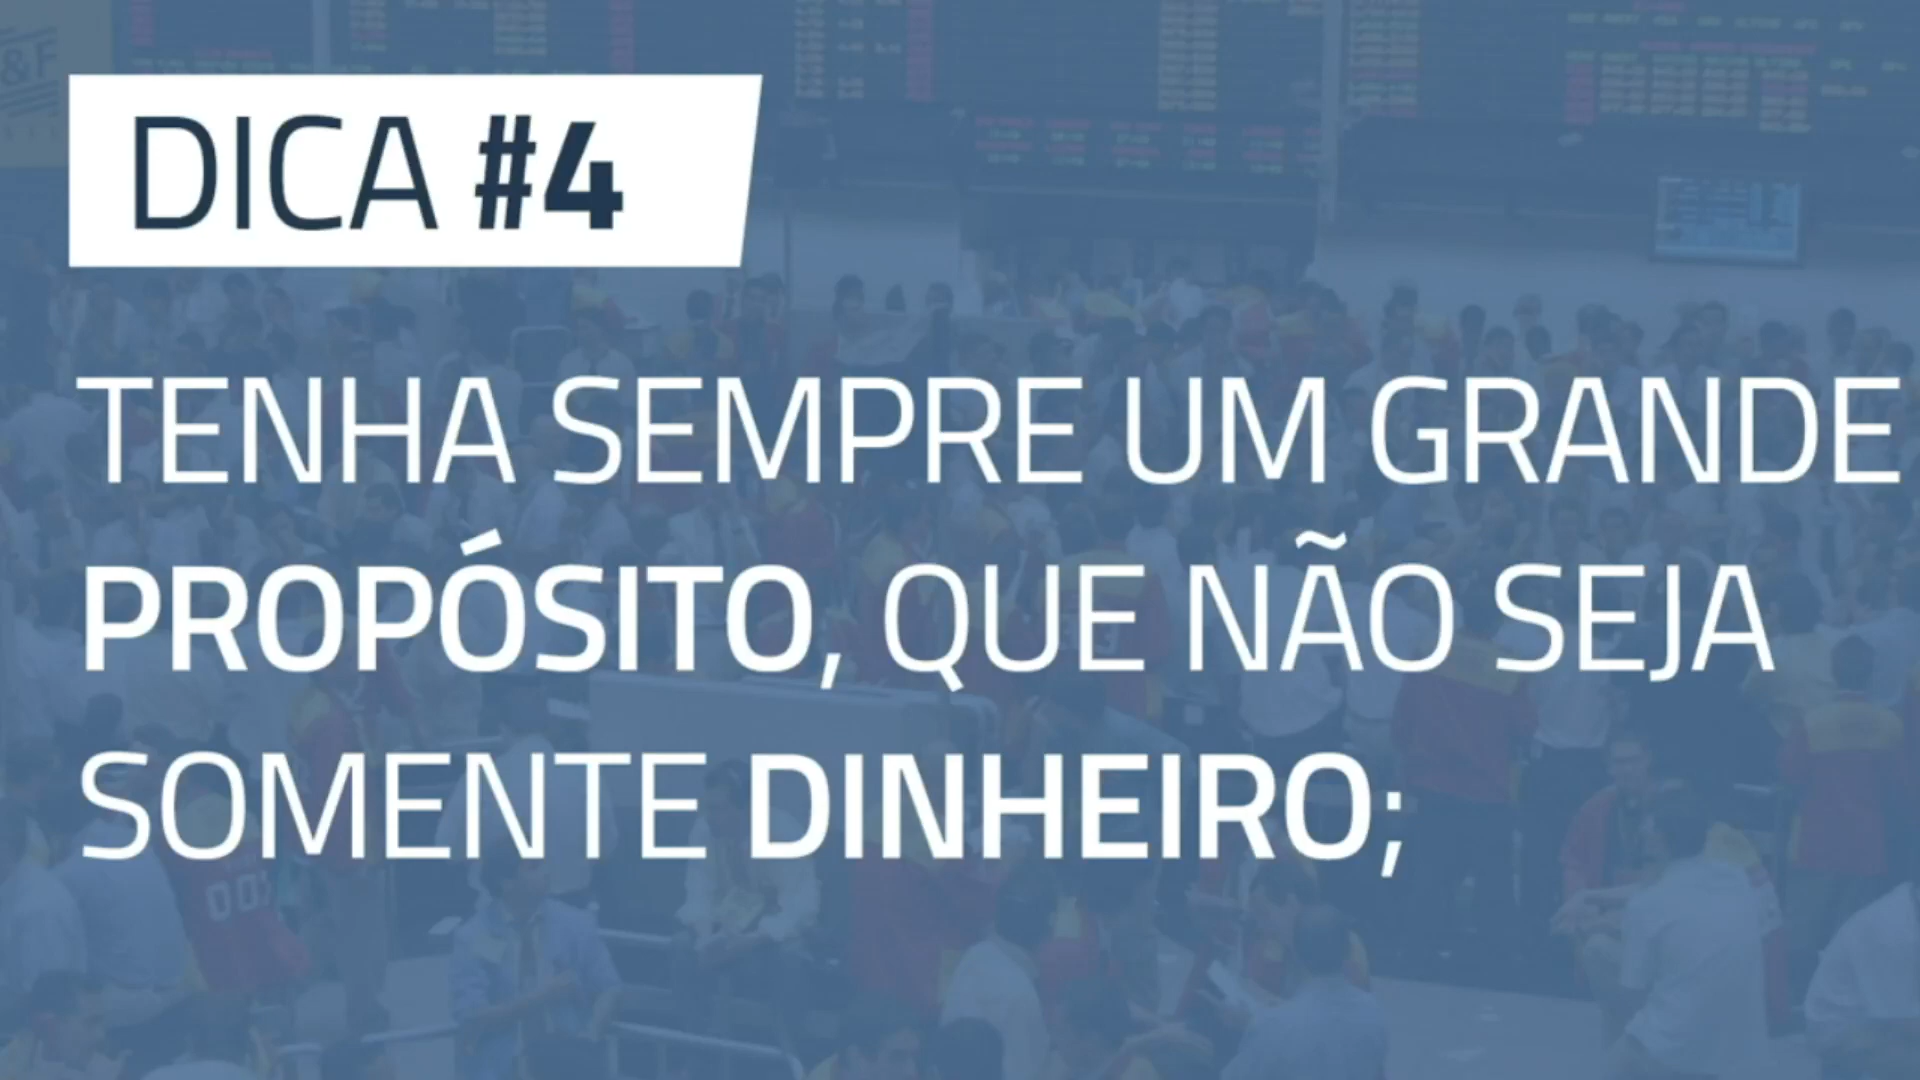 &F
DICA #4
TENHA SEMPRE UM GRANDE
PROPÓSITO, QUE NÃO SEJA
SOMENTE DINHEIRO;